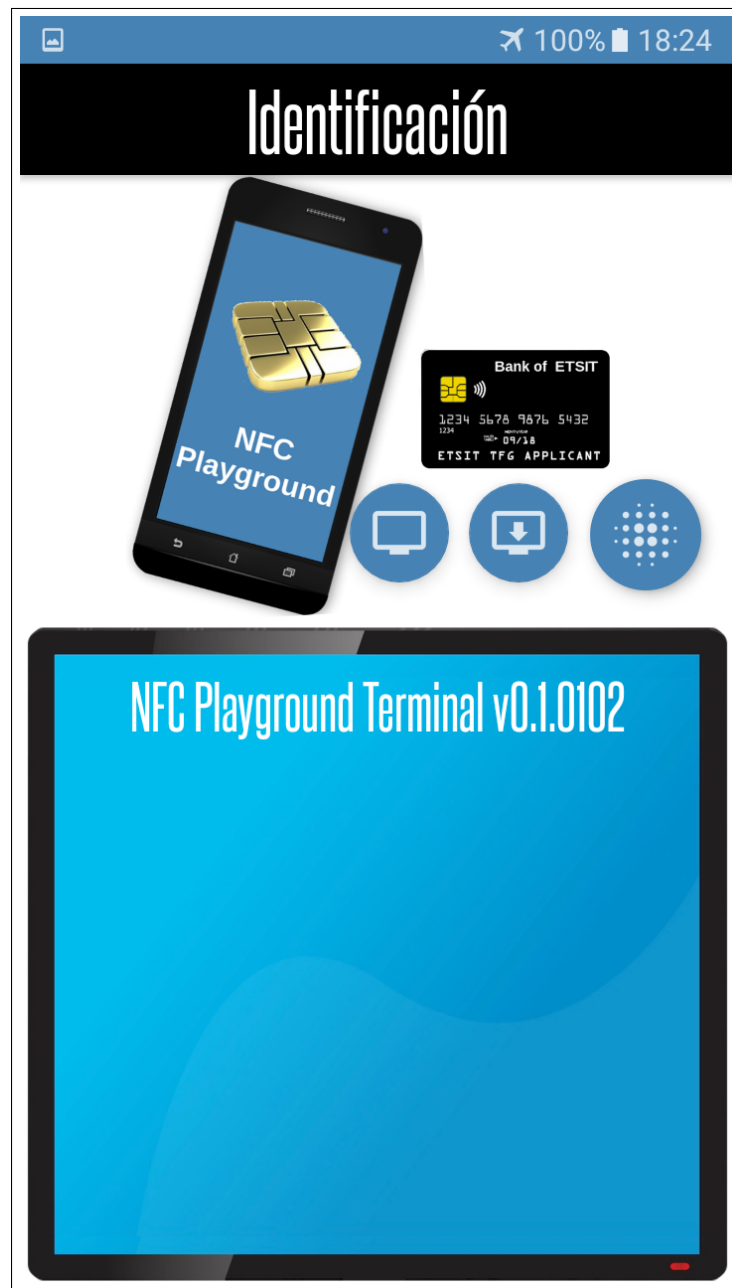 100% 18:24
Identificación
NFC
Playground
Bank of ETSIT
1234 5678 9876 5432
1234
09/18
ETSIT TFG APPLICANT
NFC Playground Terminal v0.1.0102